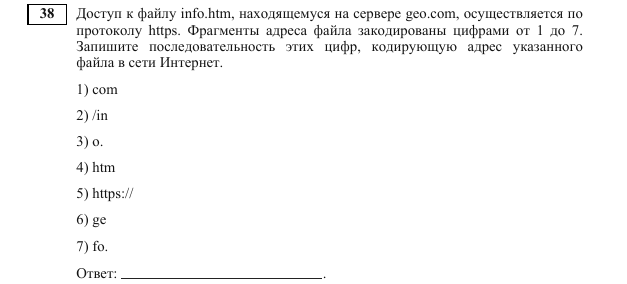 38
Доступ к файлу info.htm, находящемуся на сервере geo.com, осуществляется по
протоколу https. Фрагменты адреса файла закодированы цифрами от 1 до 7.
Запишите последовательность этих цифр, кодирующую адрес указанного
файла в сети Интернет.
1) com
2) /in
3) o.
4) htm
5) https://
6) ge
7) fo.
Ответ: ______________________________.